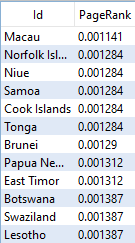 Id PageRank
Macau 0.001141
Norfolk Isl... 0.001284
Niue 0.001284
Samoa 0.001284
Cook Islands 0.001284
Tonga 0.001284
Brunei 0.00129
Papua Ne... 0.001312
East Timor 0.001312
Botswana 0.001387
Swaziland 0.001387
Lesotho 0.001387